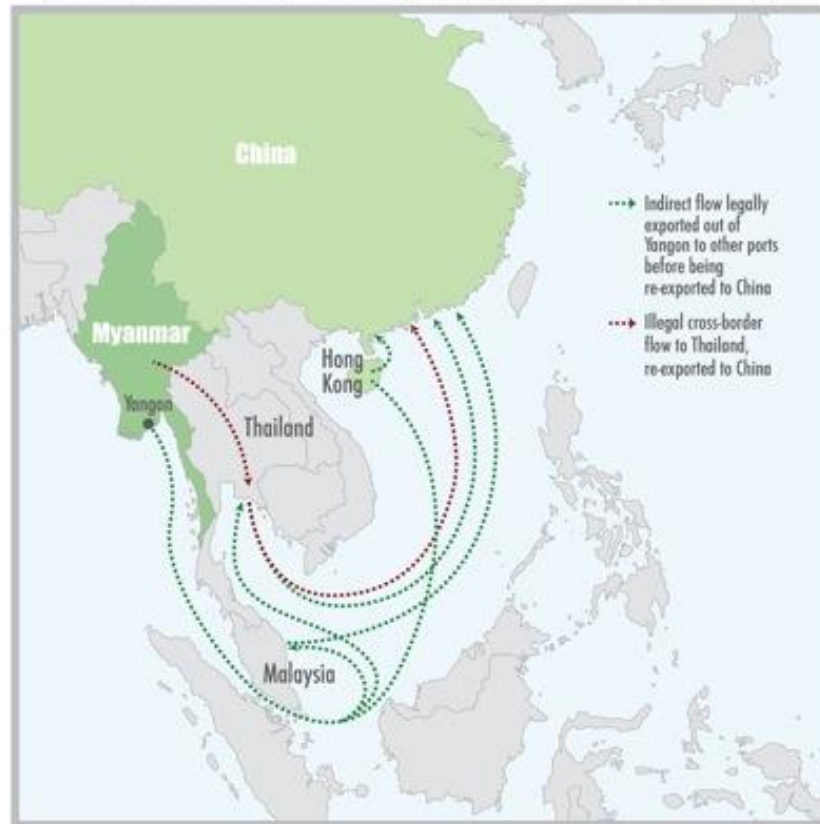 China
Indirect flow legally
exported out of
Yangon to other ports
before being
re-exported to China
Myanmar
Illegal cross-border
flow to Thailand,
re-exported to China
Hong
Kong
Yangon
Thailand
Malaysia